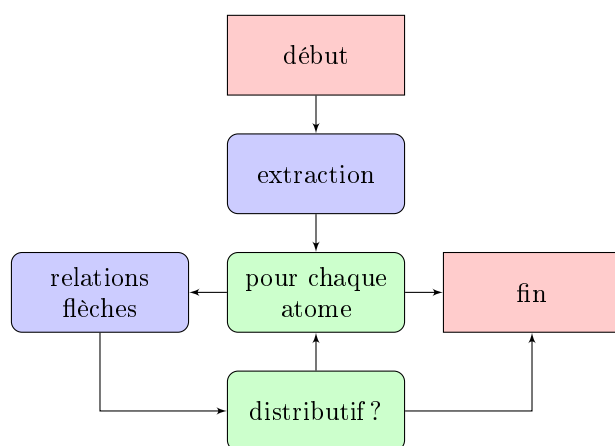 début
extraction
relations
flèches
pour chaque
atome
fin
distributif ?